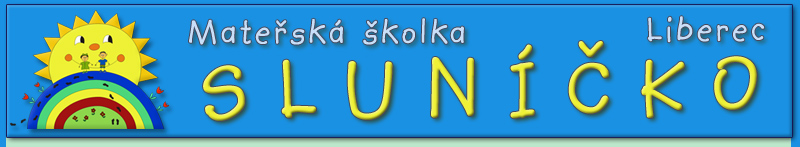 Mateřská školka Liberec
SLUNÍČKO